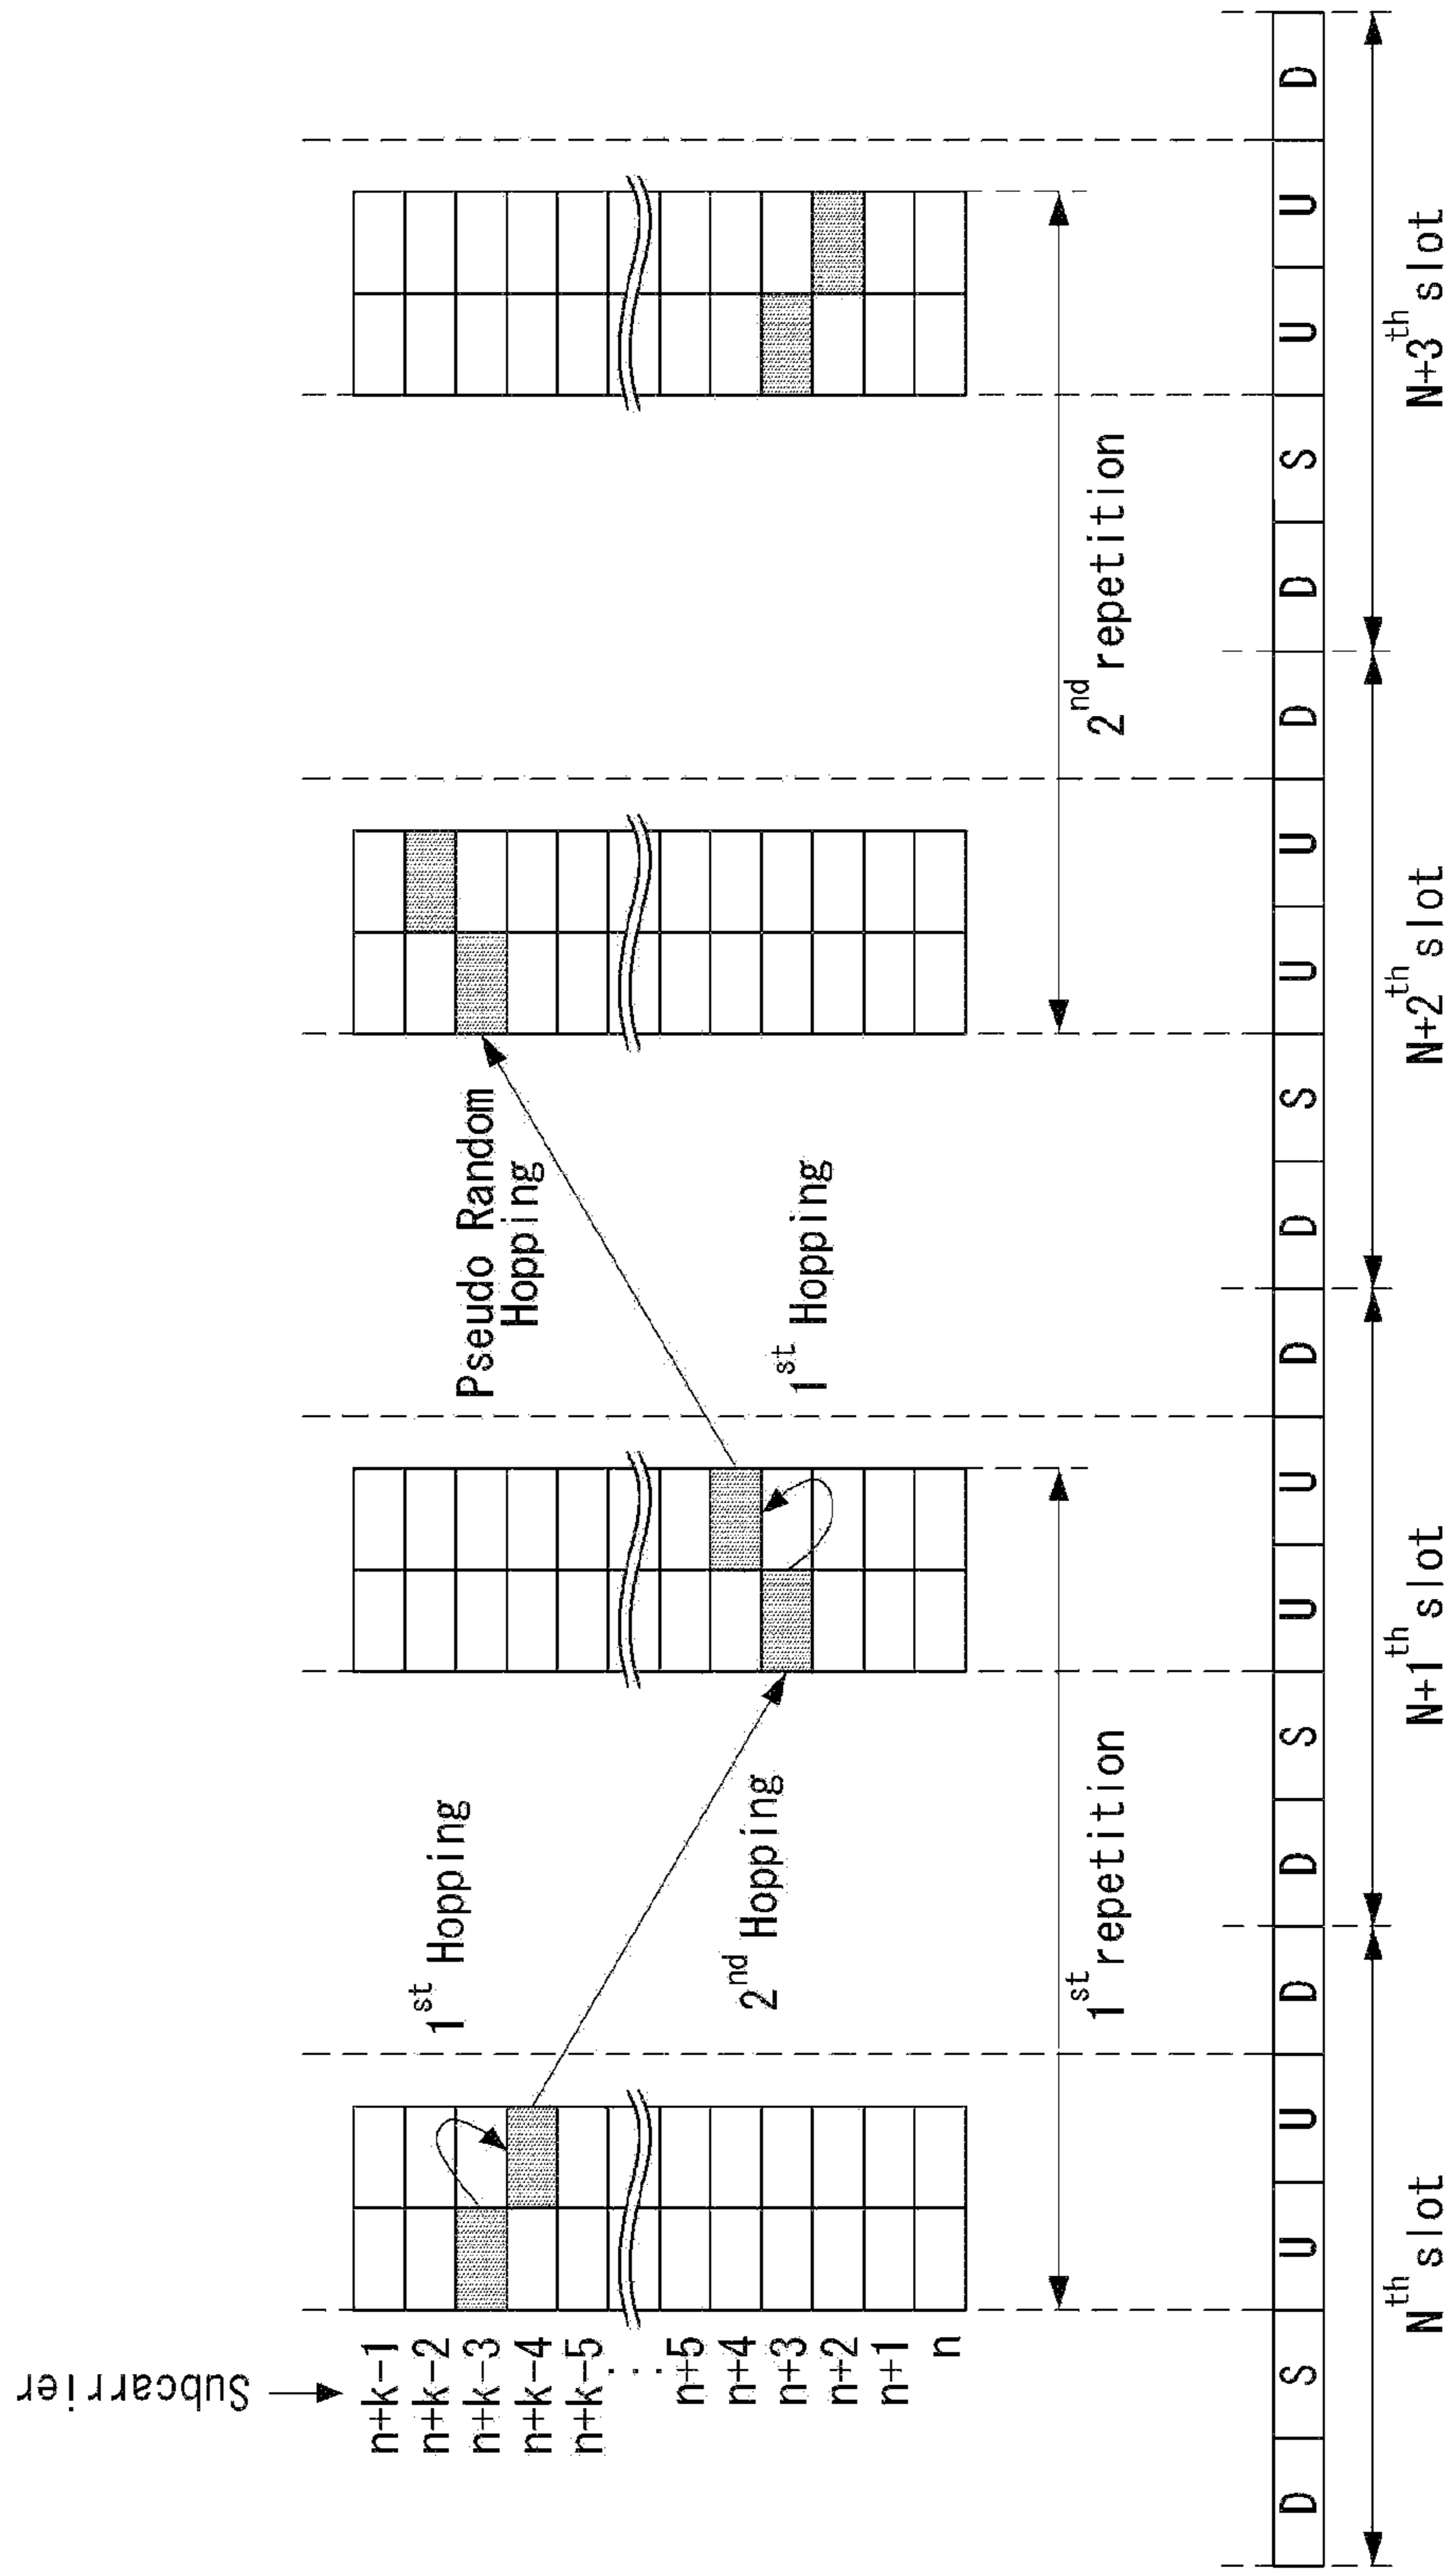 Subcarrier
n+k-1
n+k-2
n+k-3
n+k-4
n+k-5
...
n+5
n+4
n+3
n+2
n+1
n
1st Hopping
2nd Hopping
Pseudo Random
Hopping
1st Hopping
1st repetition
2nd repetition
D S U U D D S U U D D S U U D D S U U D
Nth slot
N+1th slot
N+2th slot
N+3th slot